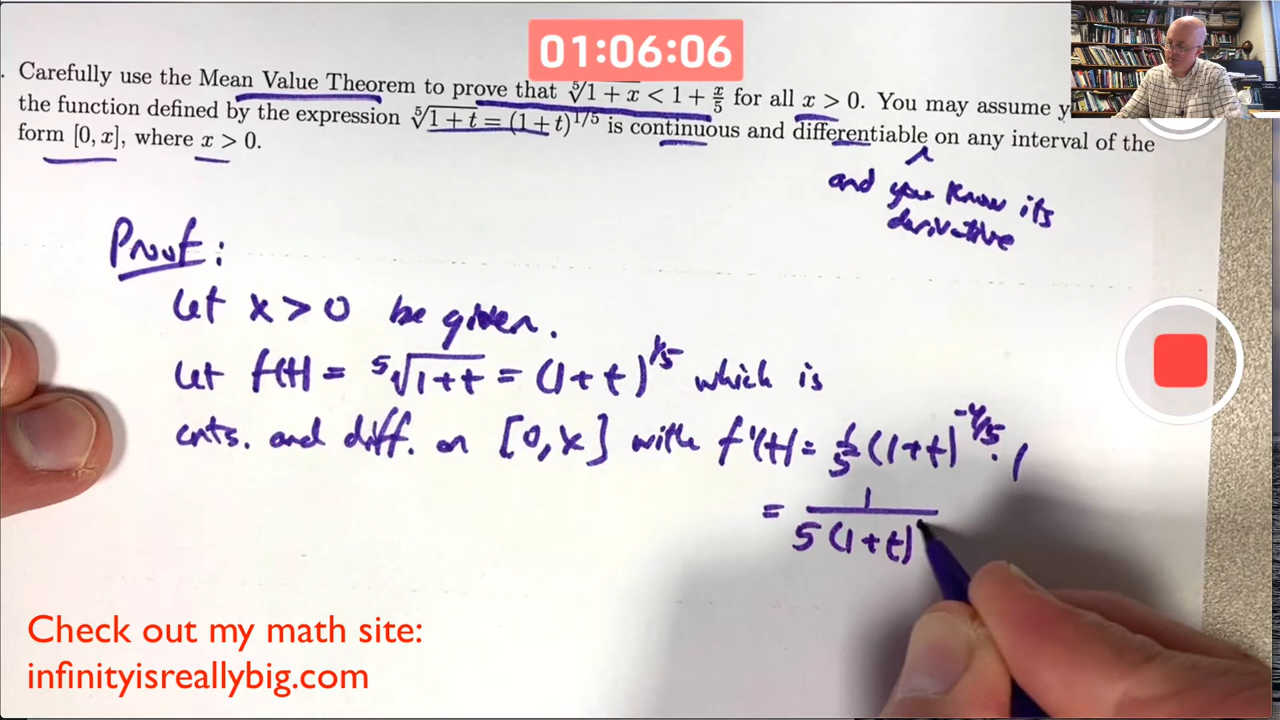 01:06:06
. Carefully use the Mean Value Theorem to prove that ⁵√1 + x < 1 + x/5 for all x > 0. You may assume y
the function defined by the expression ⁵√1 + t = (1 + t)^1/5 is continuous and differentiable on any interval of the
form [0, x], where x > 0.
and you know its
derivative
Proof:
Let x > 0 be given.
Let f(t) = ⁵√1+t = (1+t)^1/5 which is
cnts. and diff. on [0,x] with f'(t) = 1/5 (1+t)^-4/5 · 1
= 1/5(1+t)
Check out my math site:
infinityisreallybig.com